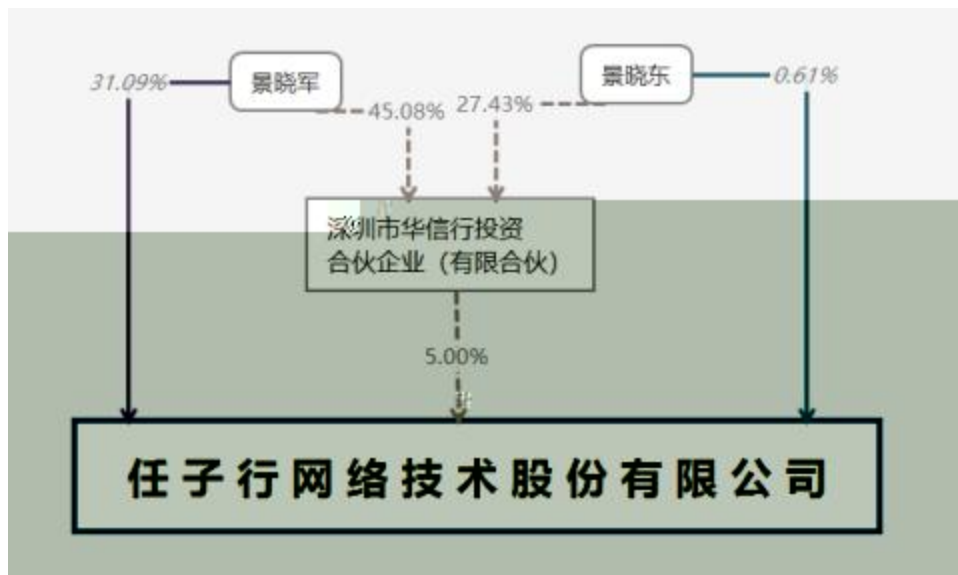 景晓军
景晓东
31.09%
0.61%
45.08%
27.43%
深圳市华信行投资
合伙企业（有限合伙）
5.00%
任子行网络技术股份有限公司